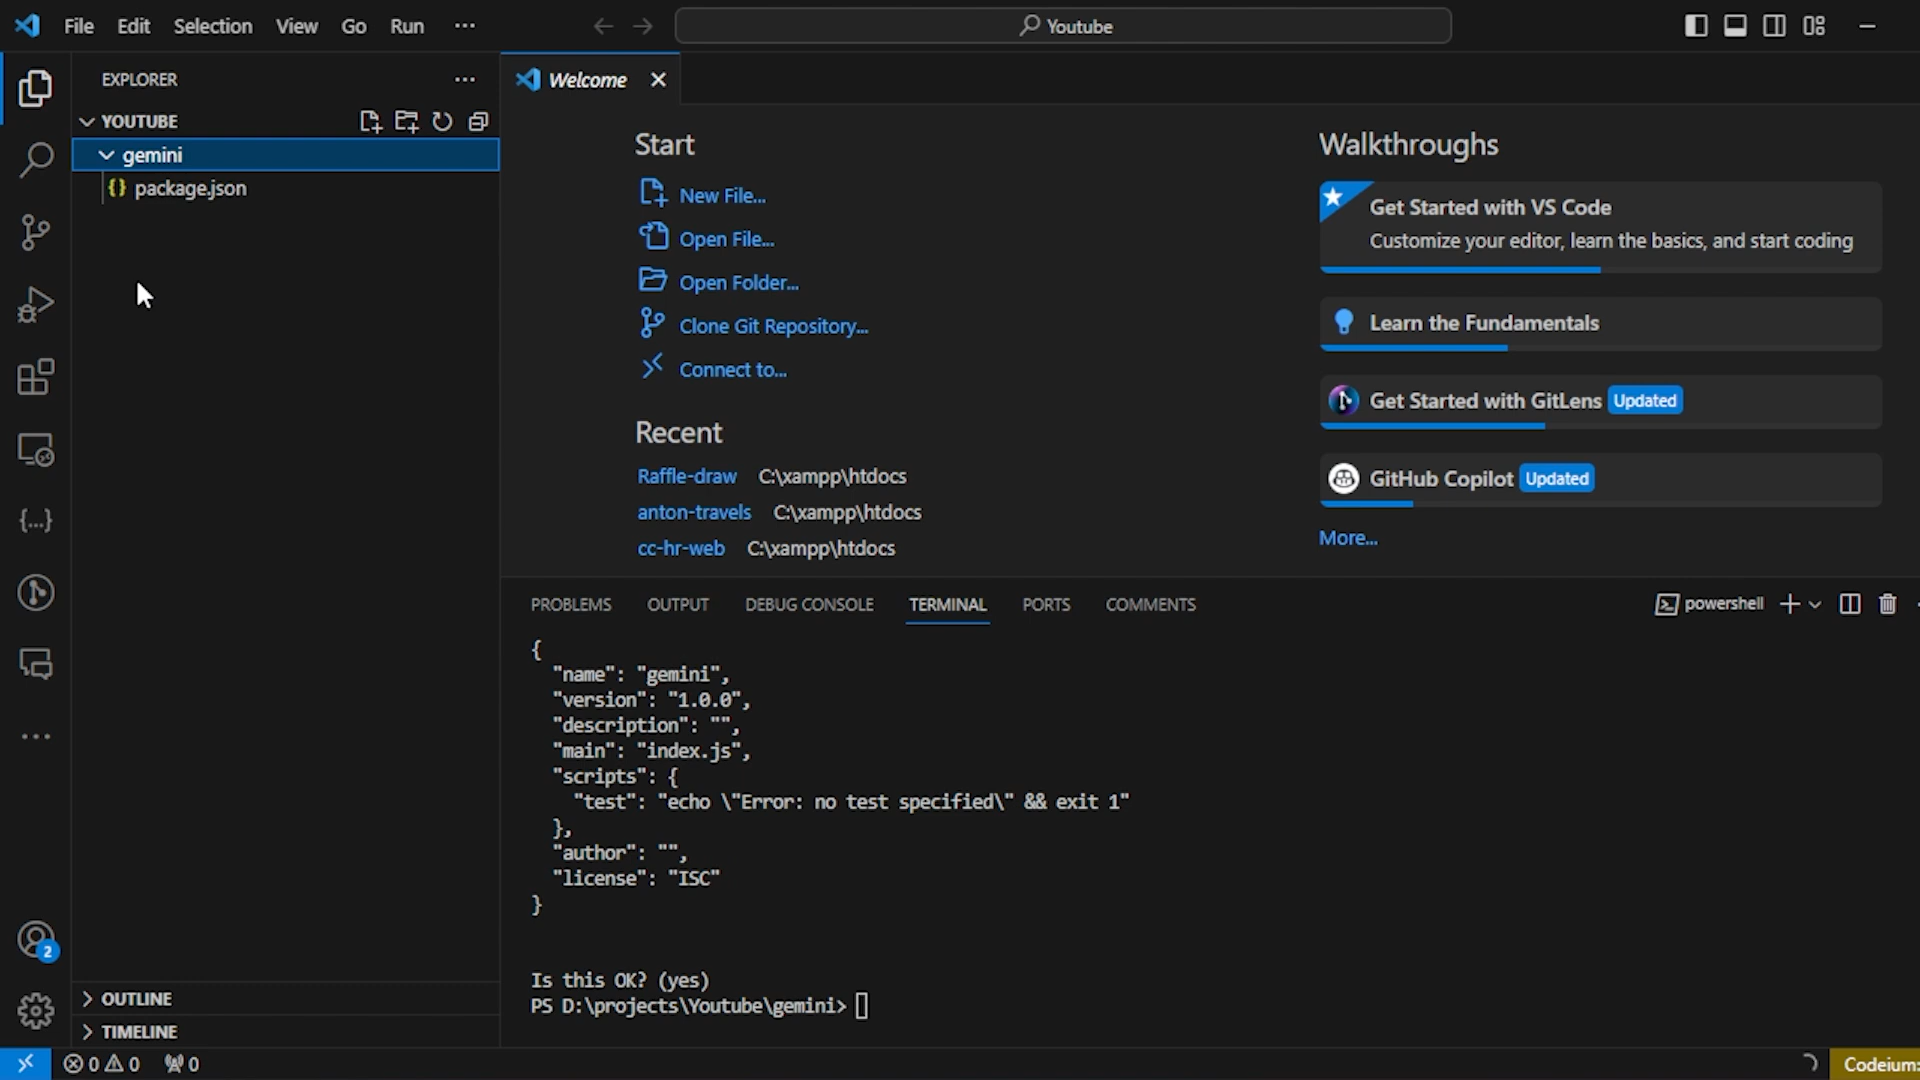 File Edit Selection View Go Run ···
Youtube
EXPLORER
YOUTUBE
gemini
{} package.json
OUTLINE
TIMELINE
Welcome
Start
New File...
Open File...
Open Folder...
Clone Git Repository...
Connect to...
Recent
Raffle-draw C:\xampp\htdocs
anton-travels C:\xampp\htdocs
cc-hr-web C:\xampp\htdocs
Walkthroughs
Get Started with VS Code
Customize your editor, learn the basics, and start coding
Learn the Fundamentals
Get Started with GitLens Updated
GitHub Copilot Updated
More...
PROBLEMS OUTPUT DEBUG CONSOLE TERMINAL PORTS COMMENTS
powershell
{
"name": "gemini",
"version": "1.0.0",
"description": "",
"main": "index.js",
"scripts": {
"test": "echo \"Error: no test specified\" && exit 1"
},
"author": "",
"license": "ISC"
}
Is this OK? (yes)
PS D:\projects\Youtube\gemini>
2
0 0 0
Codeium: